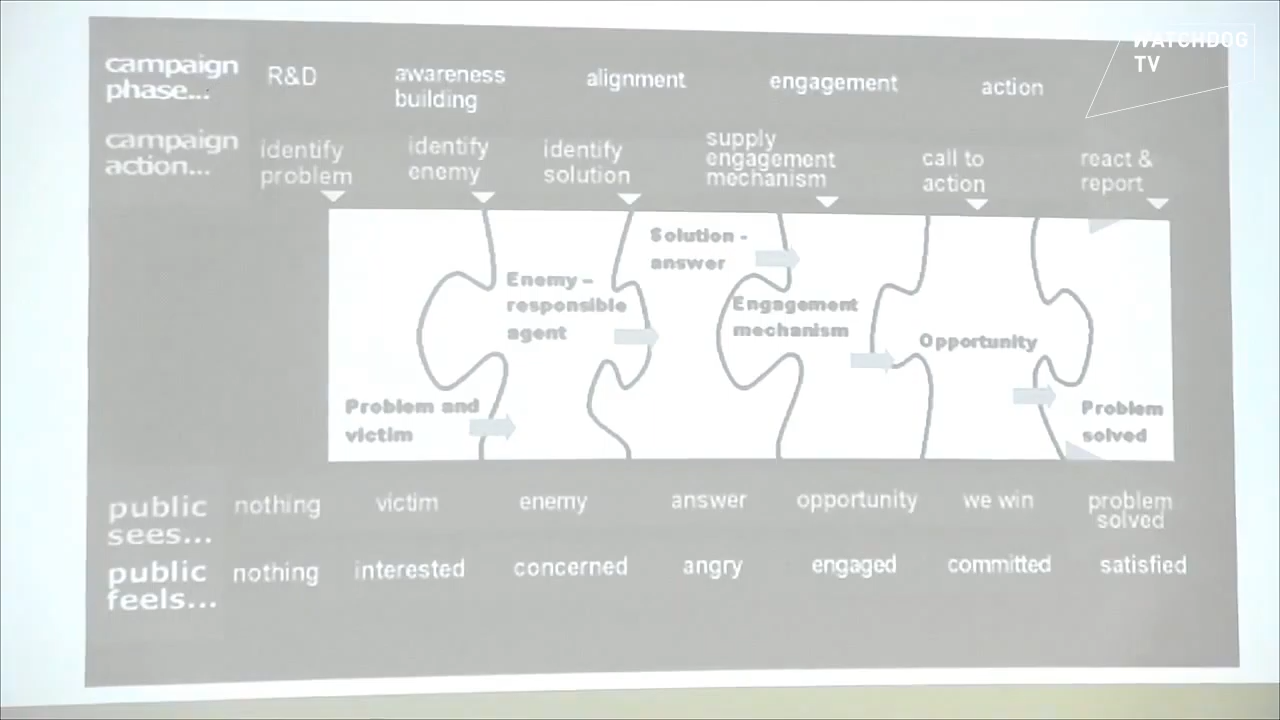 WATCHDOG
TV
campaign
phase...
R&D
awareness
building
alignment
engagement
action
campaign
action...
identify
problem
identify
enemy
identify
solution
supply
engagement
mechanism
call to
action
react &
report
Solution -
answer
Enemy –
responsible
agent
Engagement
mechanism
Opportunity
Problem and
victim
Problem
solved
public
sees...
nothing
victim
enemy
answer
opportunity
we win
problem
solved
public
feels...
nothing
interested
concerned
angry
engaged
committed
satisfied